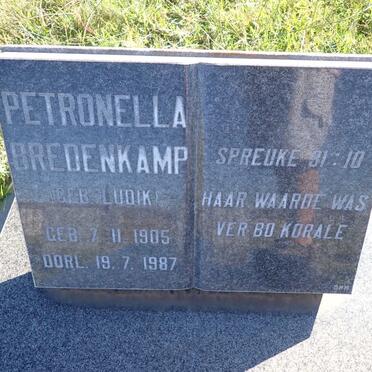 PETRONELLA
BREDENKAMP
(GEB. LUDIK)
GEB. 7. 11. 1905
OORL. 19. 7. 1987
SPREUKE 31:10
HAAR WAARDE WAS
VER BO KORALE